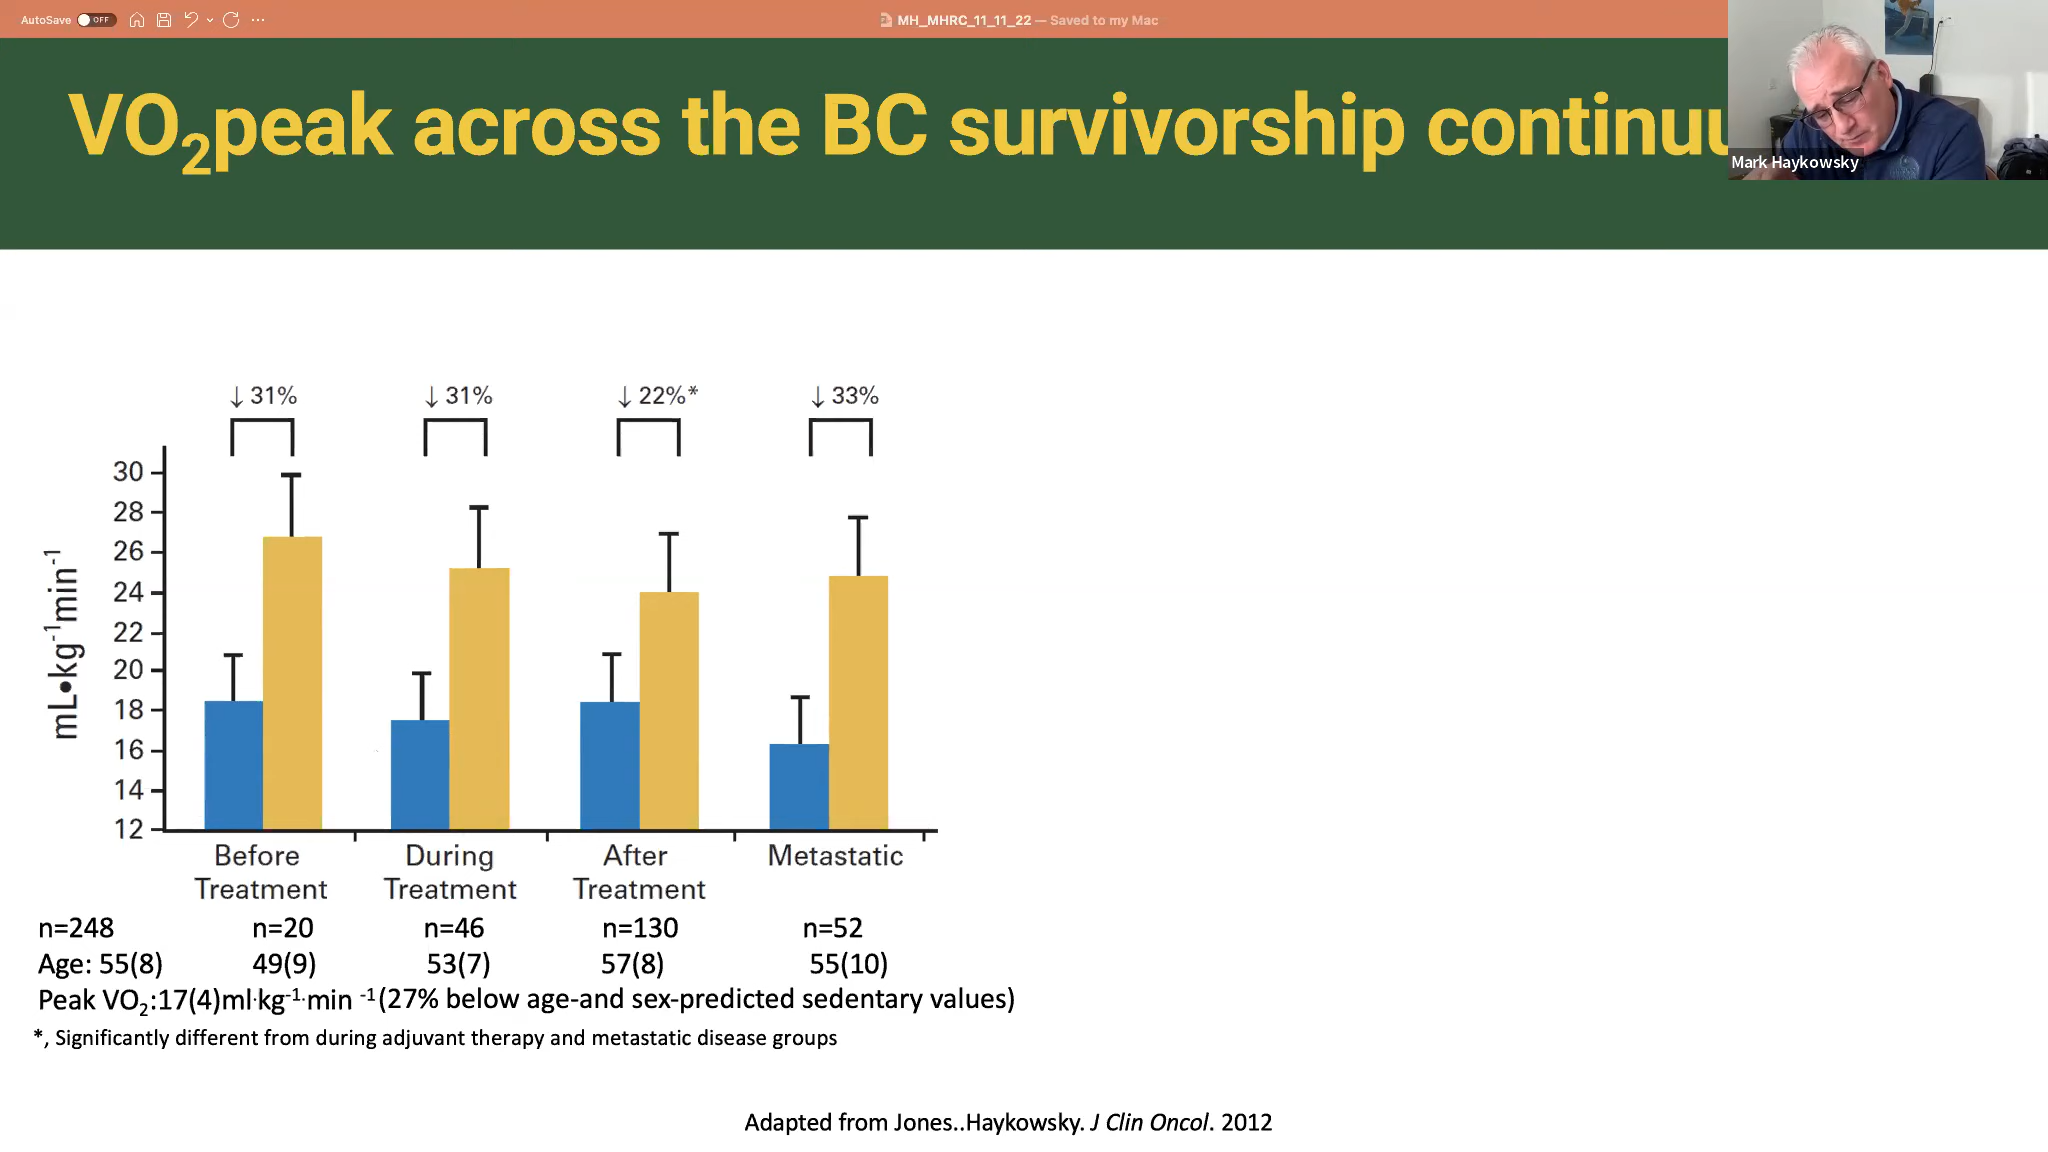 AutoSave OFF
MH_MHRC_11_11_22 — Saved to my Mac
VO₂peak across the BC survivorship continuu
Mark Haykowsky
↓ 31% ↓ 31% ↓ 22%* ↓ 33%
mL•kg⁻¹min⁻¹
30
28
26
24
22
20
18
16
14
12
Before Treatment
During Treatment
After Treatment
Metastatic
n=248 n=20 n=46 n=130 n=52
Age: 55(8) 49(9) 53(7) 57(8) 55(10)
Peak VO₂:17(4)ml·kg⁻¹·min ⁻¹(27% below age-and sex-predicted sedentary values)
*, Significantly different from during adjuvant therapy and metastatic disease groups
Adapted from Jones..Haykowsky. J Clin Oncol. 2012